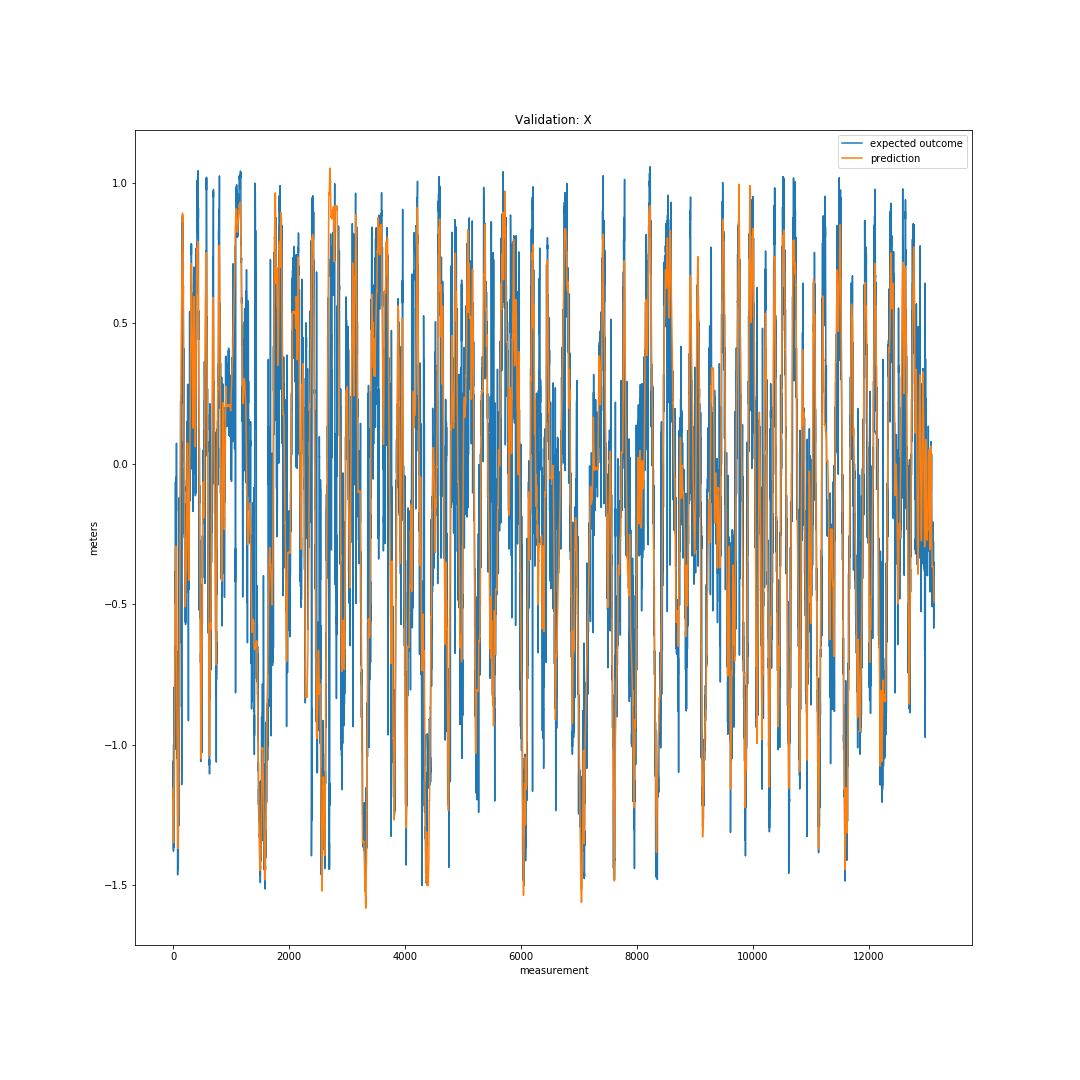 Validation: X
expected outcome
prediction
1.0
0.5
0.0
−0.5
−1.0
−1.5
meters
0 2000 4000 6000 8000 10000 12000
measurement